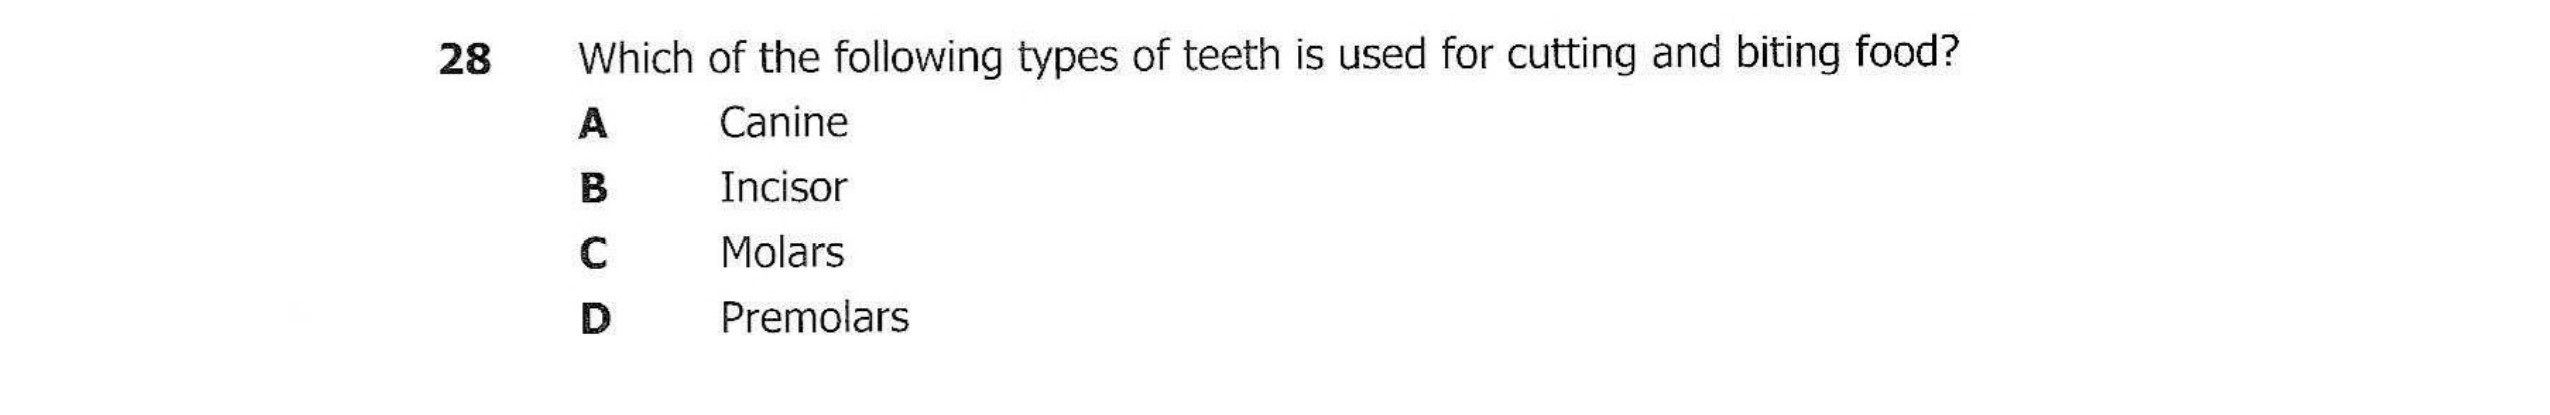 28 Which of the following types of teeth is used for cutting and biting food?
A Canine
B Incisor
C Molars
D Premolars